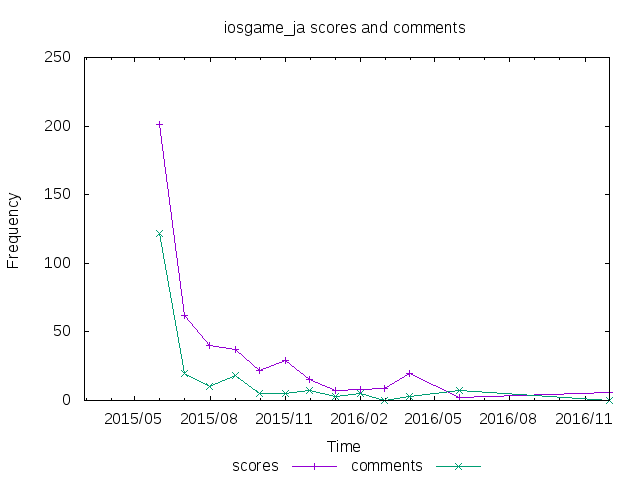 iosgame_ja scores and comments
250
200
150
100
50
0
Frequency
2015/05 2015/08 2015/11 2016/02 2016/05 2016/08 2016/11
Time
scores comments